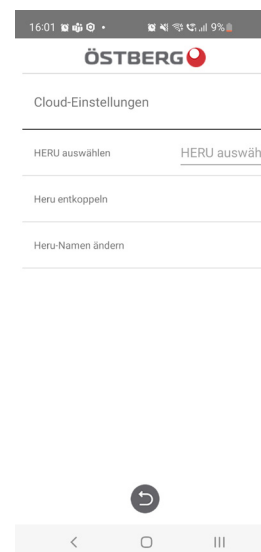 16:01 9%
ÖSTBERG
Cloud-Einstellungen
HERU auswählen HERU auswäh
Heru entkoppeln
Heru-Namen ändern